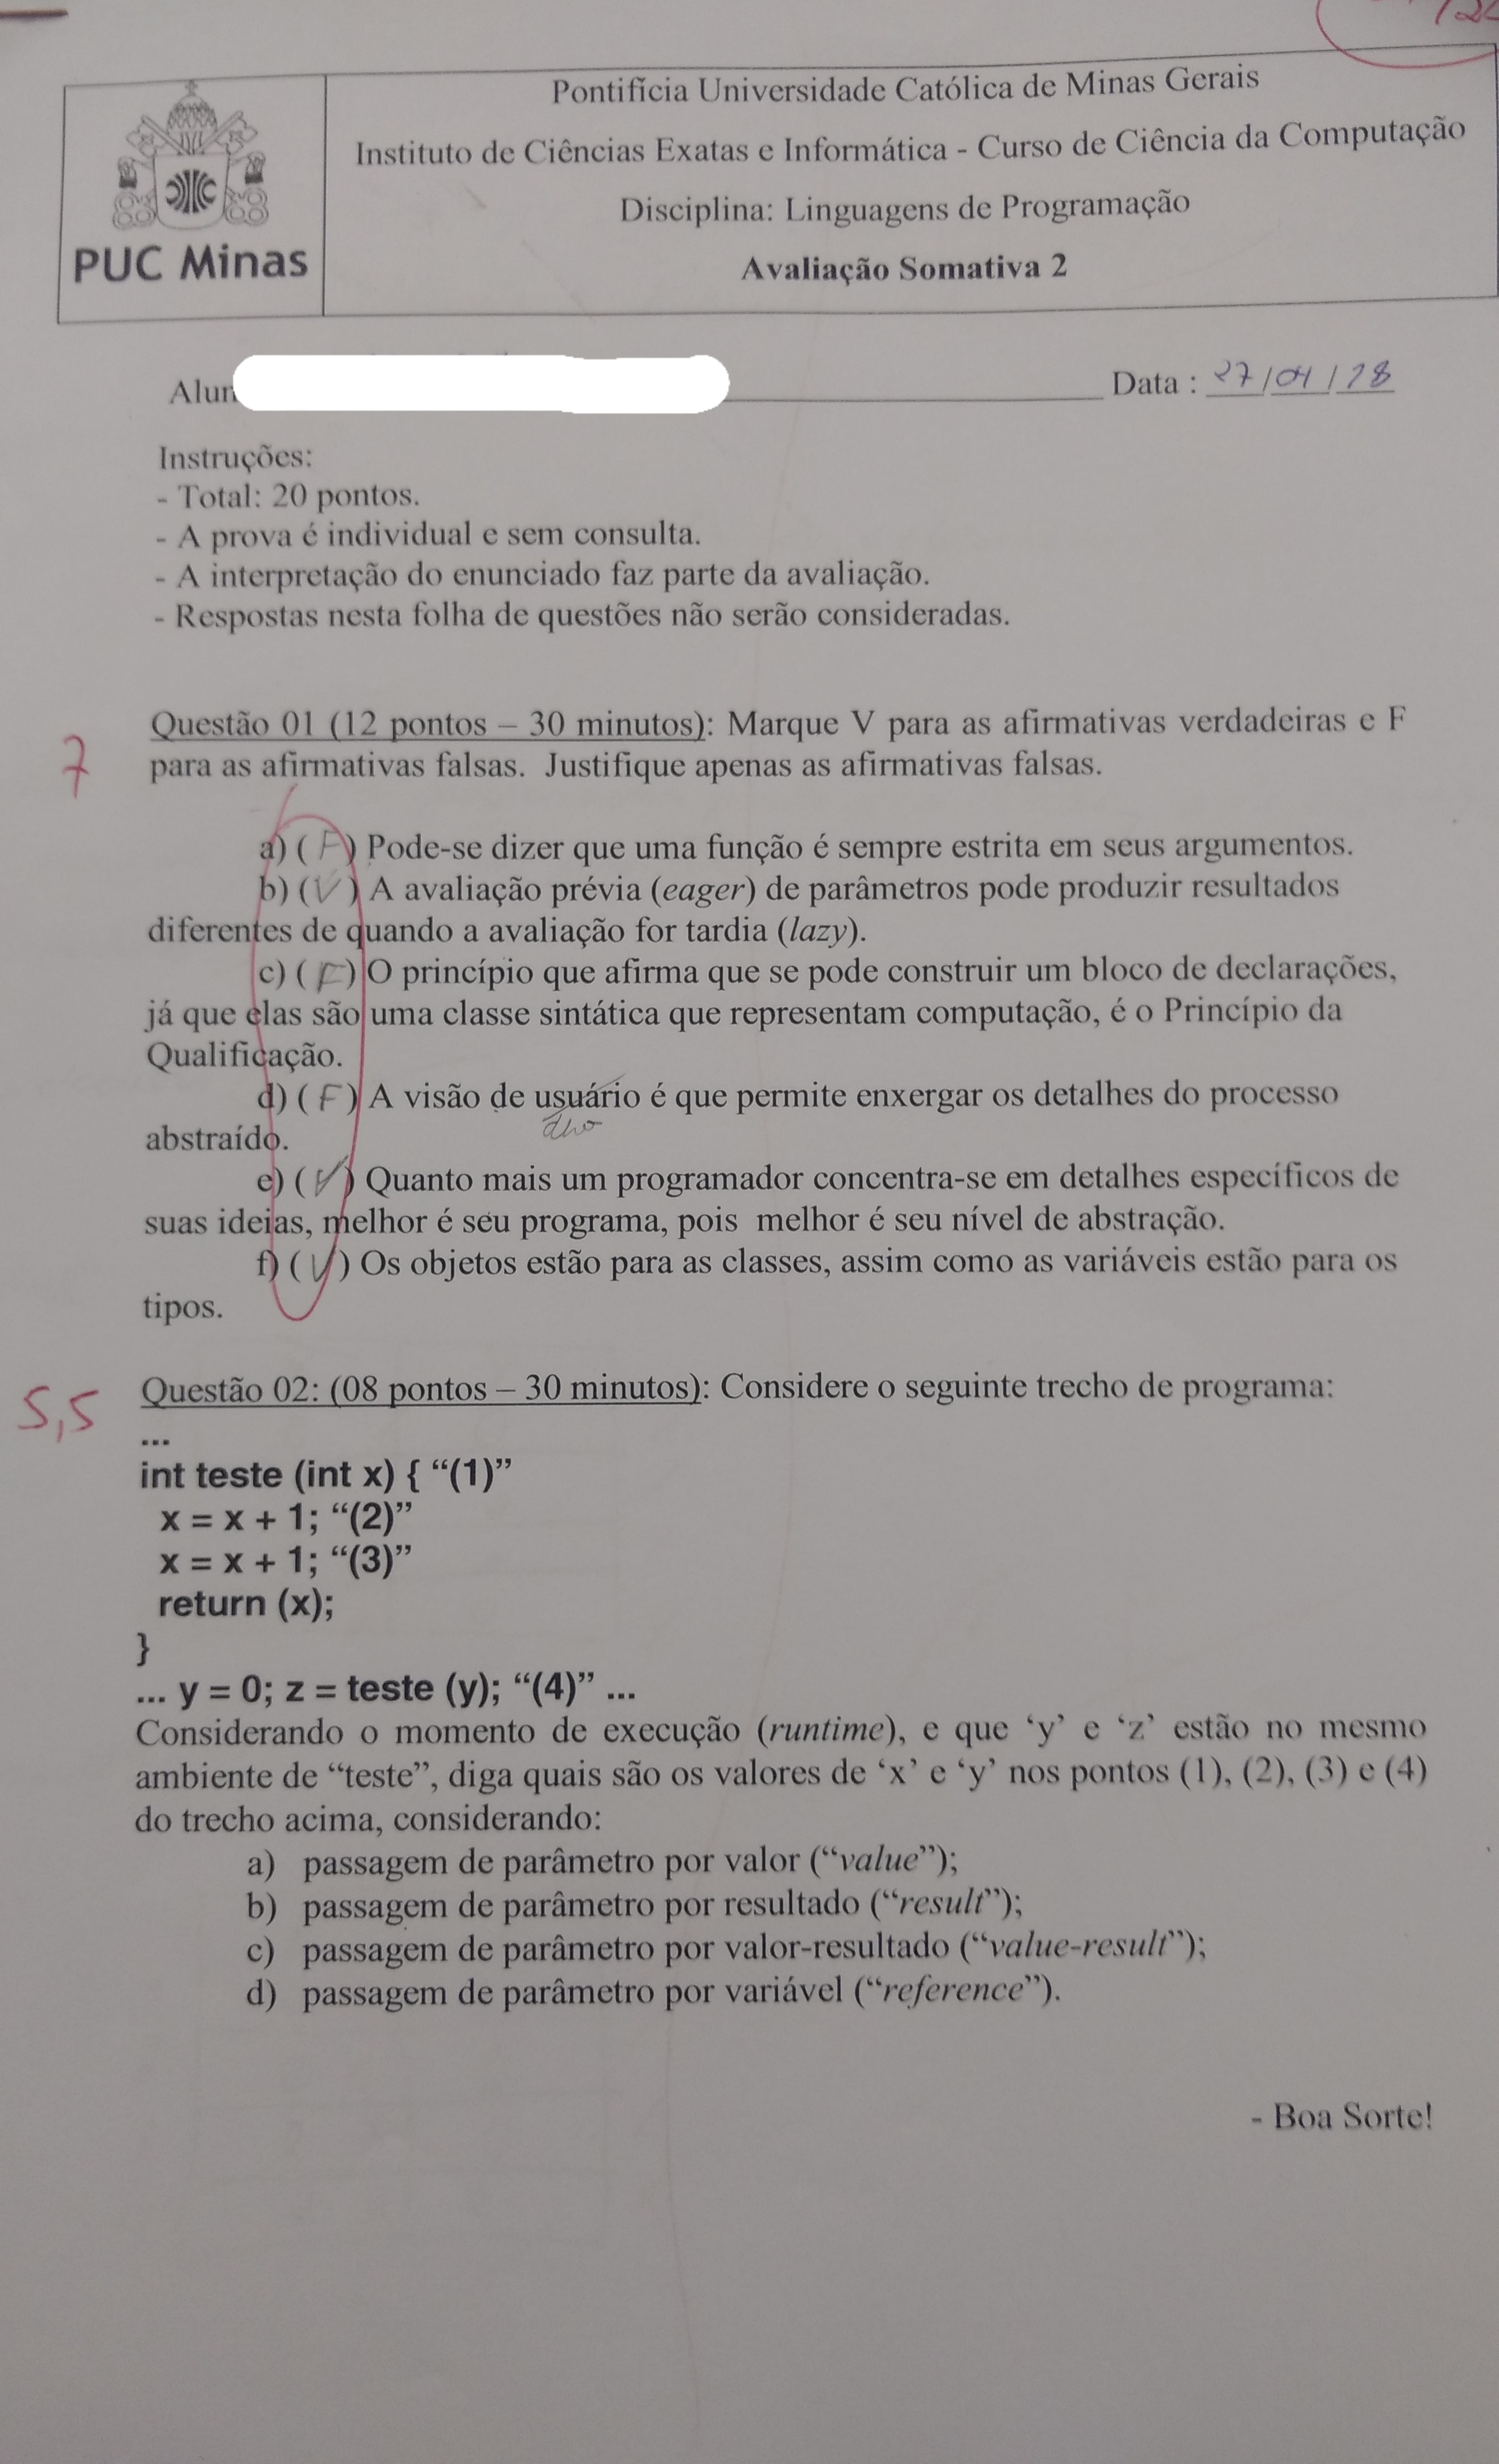 Pontifícia Universidade Católica de Minas Gerais
Instituto de Ciências Exatas e Informática - Curso de Ciência da Computação
Disciplina: Linguagens de Programação
Avaliação Somativa 2
PUC Minas
Alun
Data : 27/04/18
Instruções:
- Total: 20 pontos.
- A prova é individual e sem consulta.
- A interpretação do enunciado faz parte da avaliação.
- Respostas nesta folha de questões não serão consideradas.
7
Questão 01 (12 pontos – 30 minutos): Marque V para as afirmativas verdadeiras e F
para as afirmativas falsas. Justifique apenas as afirmativas falsas.
a) ( F ) Pode-se dizer que uma função é sempre estrita em seus argumentos.
b) ( V ) A avaliação prévia (eager) de parâmetros pode produzir resultados
diferentes de quando a avaliação for tardia (lazy).
c) ( F ) O princípio que afirma que se pode construir um bloco de declarações,
já que elas são uma classe sintática que representam computação, é o Princípio da
Qualificação.
d) ( F ) A visão de usuário é que permite enxergar os detalhes do processo
abstraído.
e) ( V ) Quanto mais um programador concentra-se em detalhes específicos de
suas ideias, melhor é seu programa, pois melhor é seu nível de abstração.
f) ( V ) Os objetos estão para as classes, assim como as variáveis estão para os
tipos.
5,5
Questão 02: (08 pontos – 30 minutos): Considere o seguinte trecho de programa:
...
int teste (int x) { “(1)”
x = x + 1; “(2)”
x = x + 1; “(3)”
return (x);
}
... y = 0; z = teste (y); “(4)” ...
Considerando o momento de execução (runtime), e que ‘y’ e ‘z’ estão no mesmo
ambiente de “teste”, diga quais são os valores de ‘x’ e ‘y’ nos pontos (1), (2), (3) e (4)
do trecho acima, considerando:
a) passagem de parâmetro por valor (“value”);
b) passagem de parâmetro por resultado (“result”);
c) passagem de parâmetro por valor-resultado (“value-result”);
d) passagem de parâmetro por variável (“reference”).
- Boa Sorte!